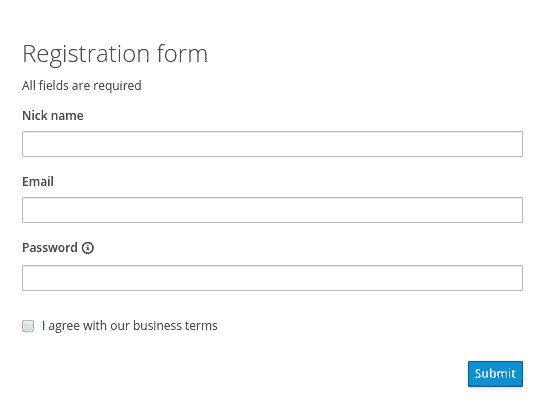 Registration form
All fields are required
Nick name
Email
Password
I agree with our business terms
Submit